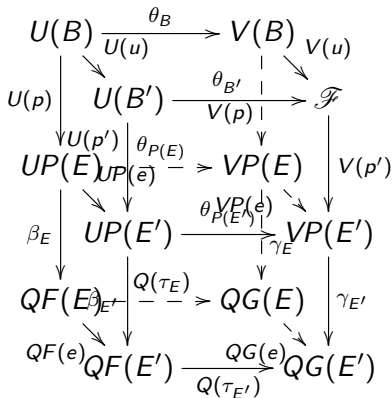 θ_B
U(B) V(B)
U(u) V(u)
θ_{B'}
U(p) U(B') V(p) ℱ
U(p') θ_{P(E)}
UP(E) UP(e) VP(E) V(p')
θ_{P(E')} VP(e)
β_E UP(E') γ_E VP(E')
QF(E) β_{E'} Q(τ_E) QG(E) γ_{E'}
QF(e) QF(E') QG(e) QG(E')
Q(τ_{E'})